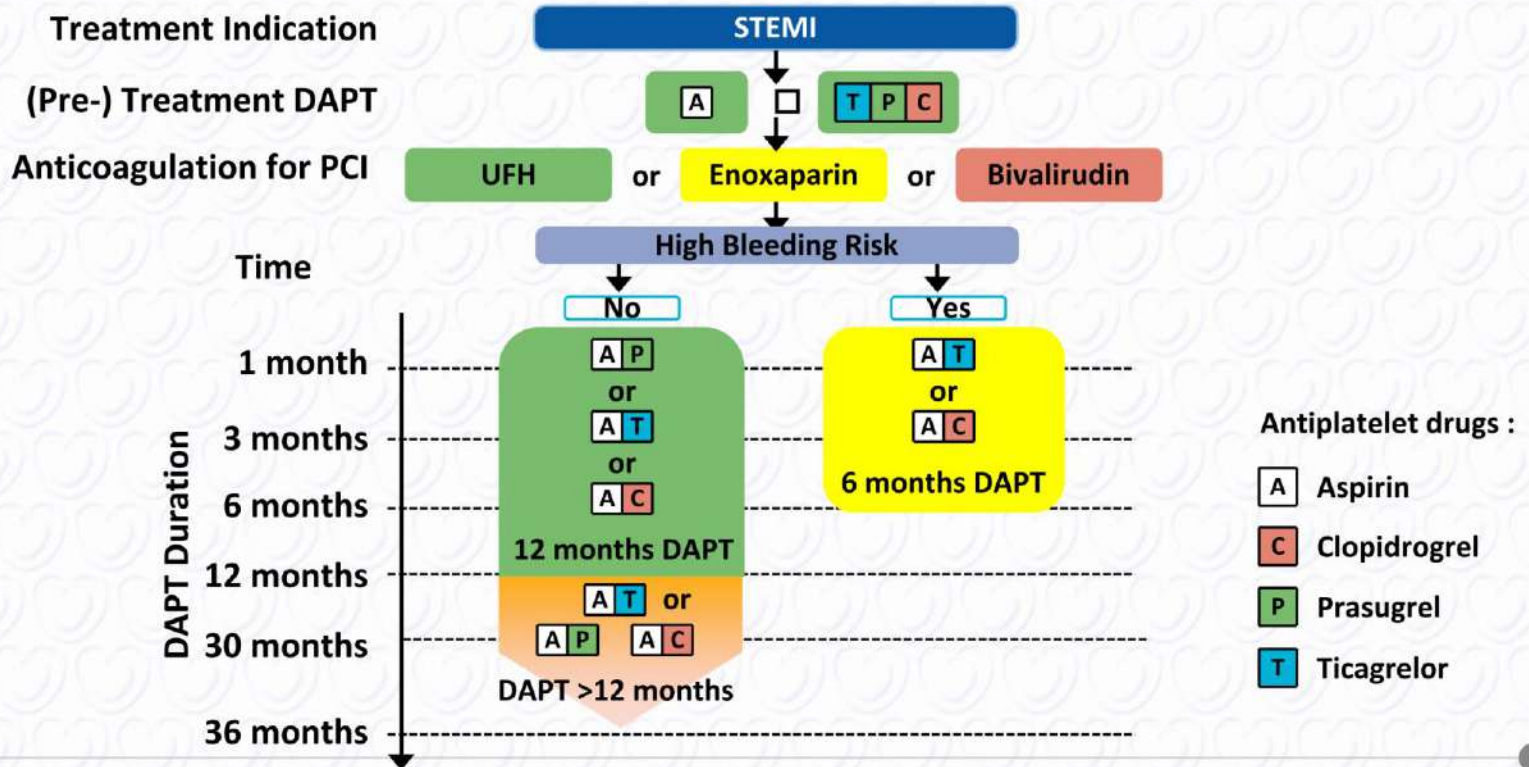 Treatment Indication
STEMI
(Pre-) Treatment DAPT
A
T P C
Anticoagulation for PCI
UFH or Enoxaparin or Bivalirudin
High Bleeding Risk
Time
No
Yes
DAPT Duration
1 month
3 months
6 months
12 months
30 months
36 months
A P
or
A T
or
A C
12 months DAPT
A T or
A P A C
DAPT >12 months
A T
or
A C
6 months DAPT
Antiplatelet drugs :
A Aspirin
C Clopidrogrel
P Prasugrel
T Ticagrelor